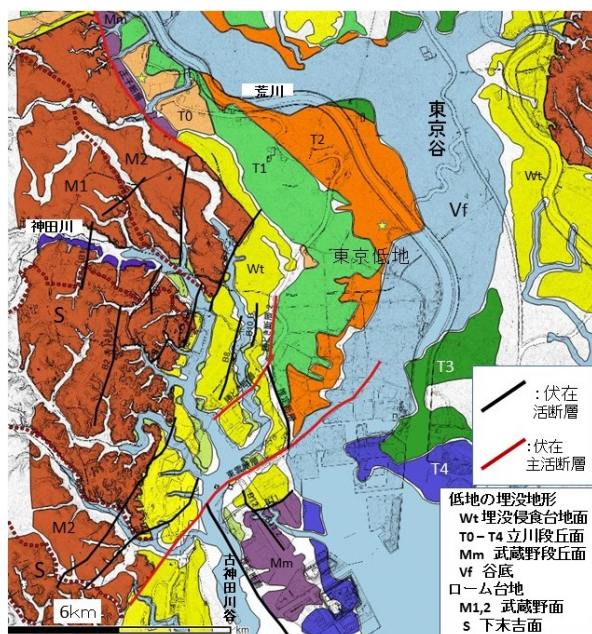 Mm
荒川
T0
東京谷
T2
M2
T1
Wt
M1
Vf
神田川
Wt
東京低地
S
T3
:伏在
活断層
T4
:伏在
主活断層
低地の埋没地形
Wt 埋没侵食台地面
T0－T4 立川段丘面
Mm 武蔵野段丘面
Vf 谷底
ローム台地
M1,2 武蔵野面
S 下末吉面
M2
Mm
古神田川谷
S
6km
km